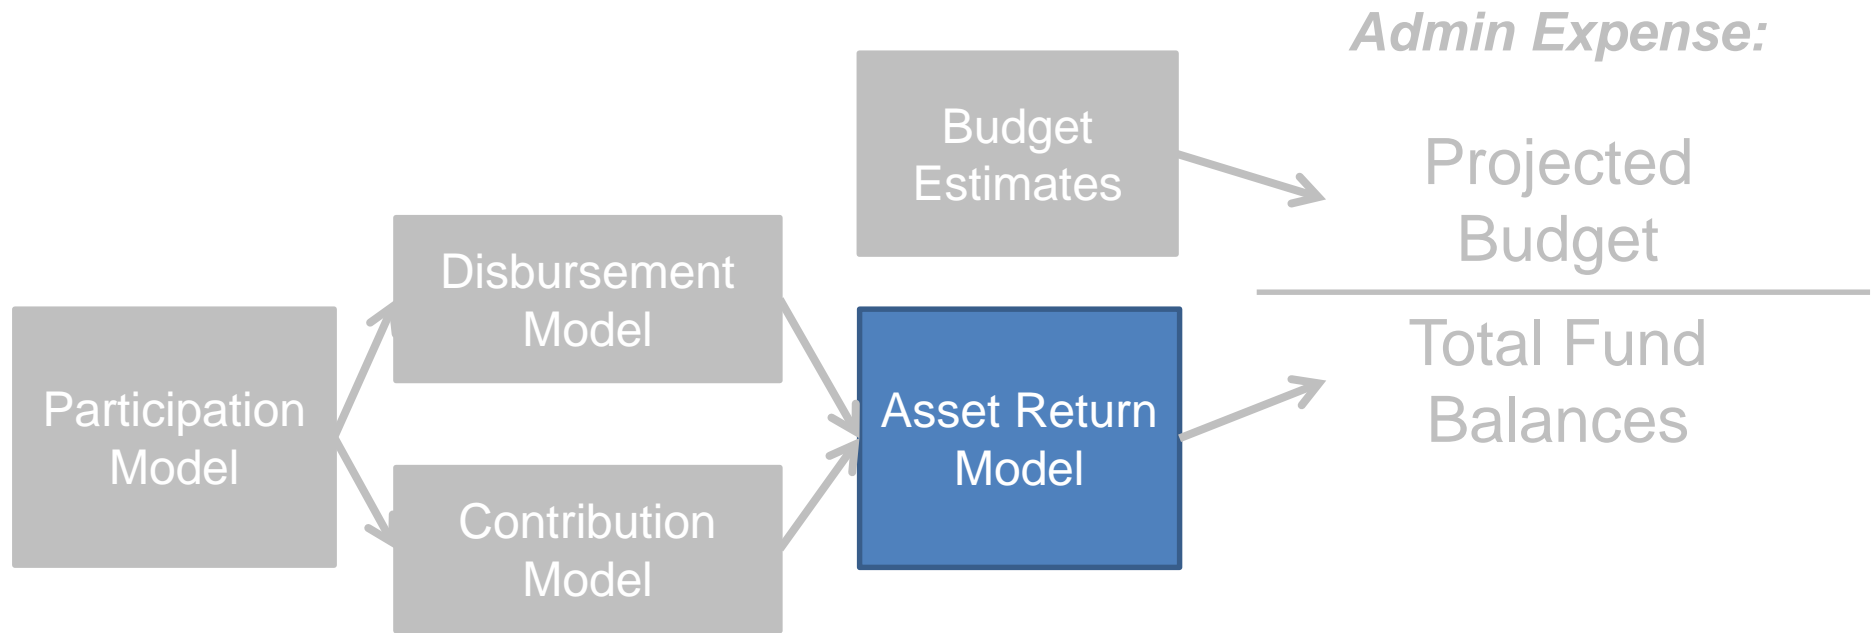 Admin Expense:
Budget
Estimates
Projected
Budget
Disbursement
Model
Participation
Model
Asset Return
Model
Total Fund
Balances
Contribution
Model